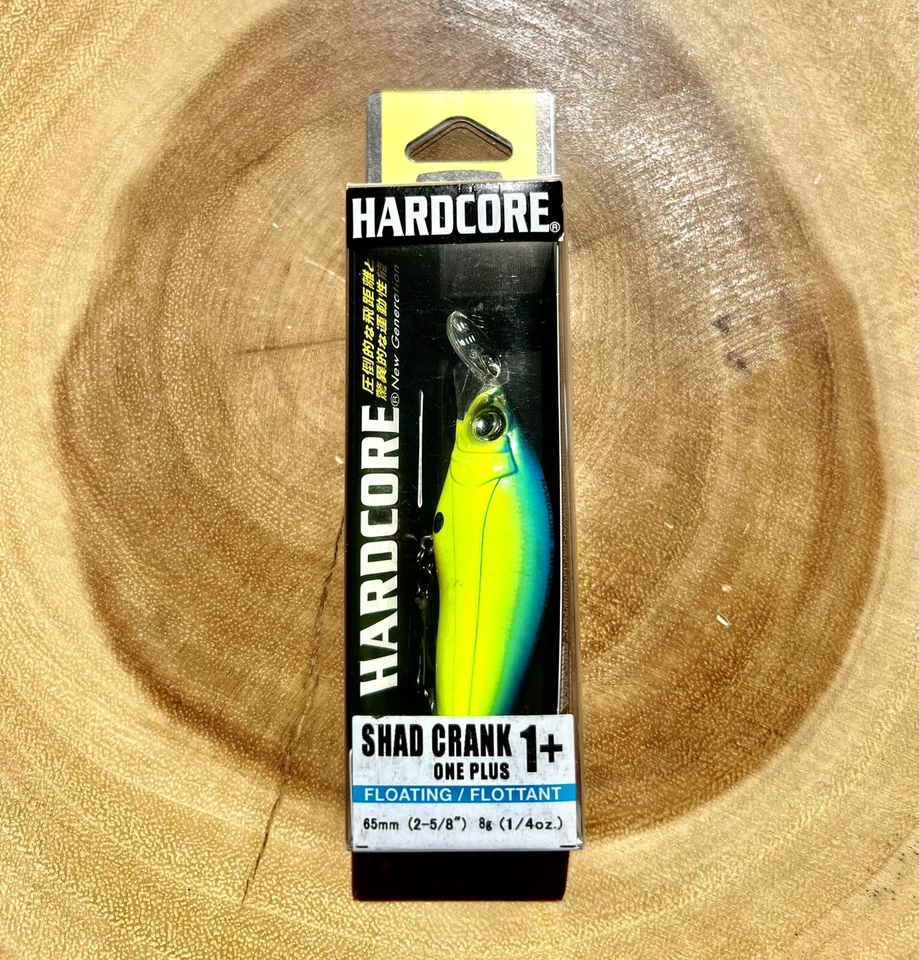 HARDCORE®
圧倒的な飛距離と
驚異的な運動性能
® New Generation
HARDCORE
SHAD CRANK 1+
ONE PLUS
FLOATING / FLOTTANT
65mm (2-5/8") 8g (1/4oz.)